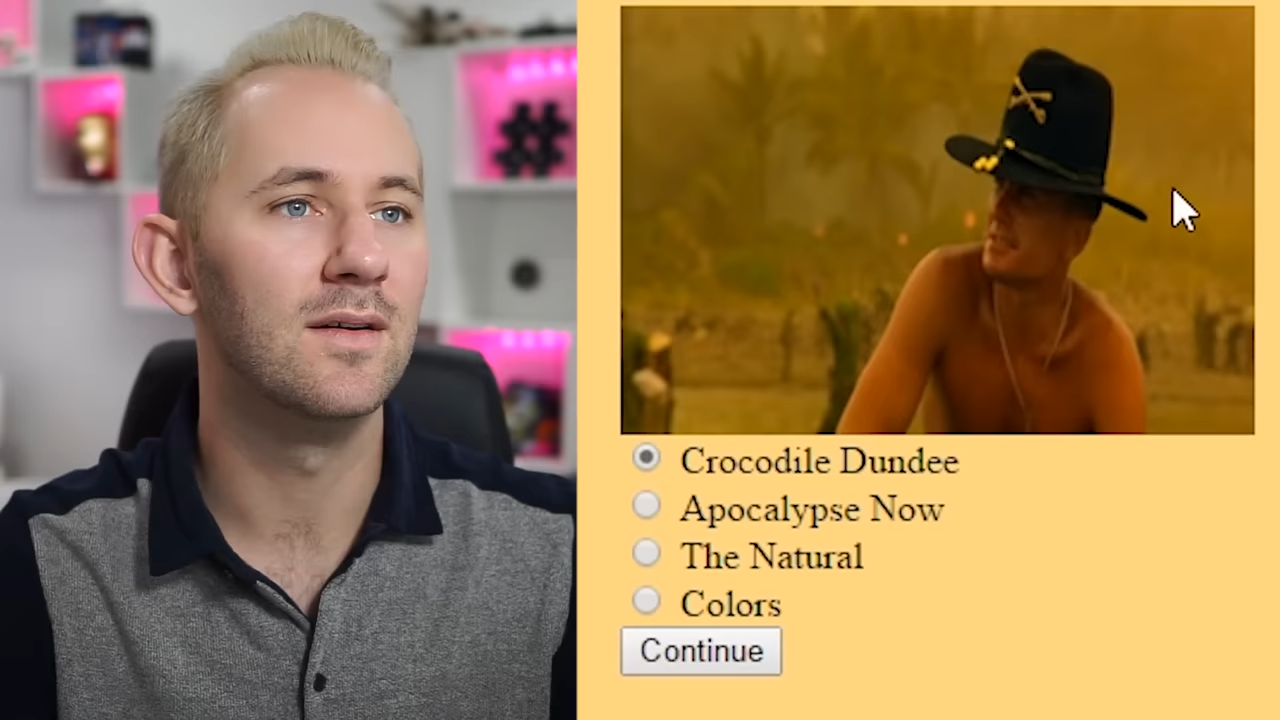 Crocodile Dundee
Apocalypse Now
The Natural
Colors
Continue